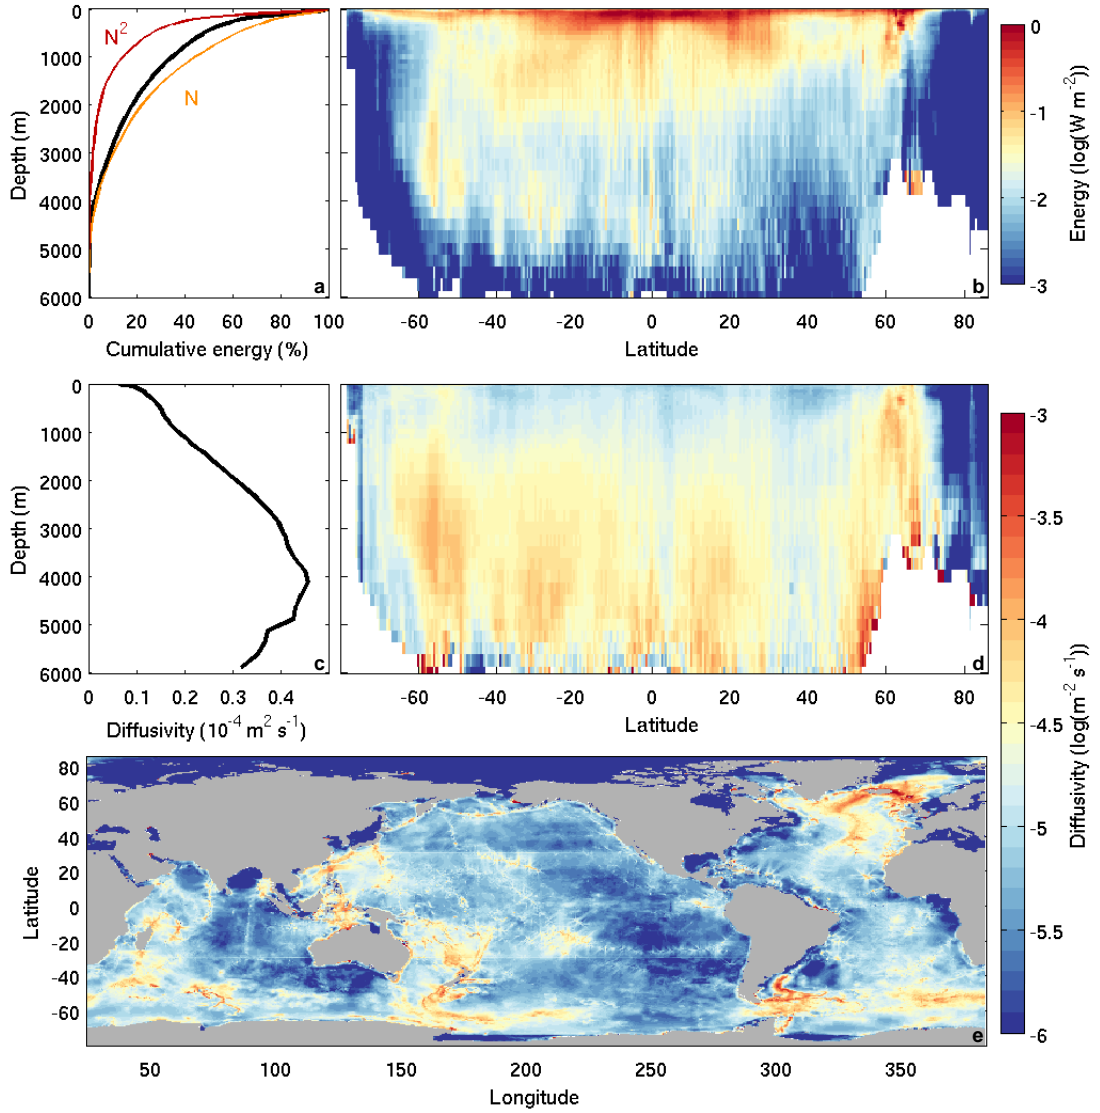 0
1000
2000
3000
4000
5000
6000
Depth (m)
N²
N
a
0 20 40 60 80 100
Cumulative energy (%)
b
-60 -40 -20 0 20 40 60 80
Latitude
0
-1
-2
-3
Energy (log(W m⁻²))
0
1000
2000
3000
4000
5000
6000
Depth (m)
c
0 0.1 0.2 0.3 0.4
Diffusivity (10⁻⁴ m² s⁻¹)
d
-60 -40 -20 0 20 40 60 80
Latitude
-3
-3.5
-4
-4.5
-5
-5.5
-6
Diffusivity (log(m⁻² s⁻¹))
80
60
40
20
0
-20
-40
-60
Latitude
e
50 100 150 200 250 300 350
Longitude